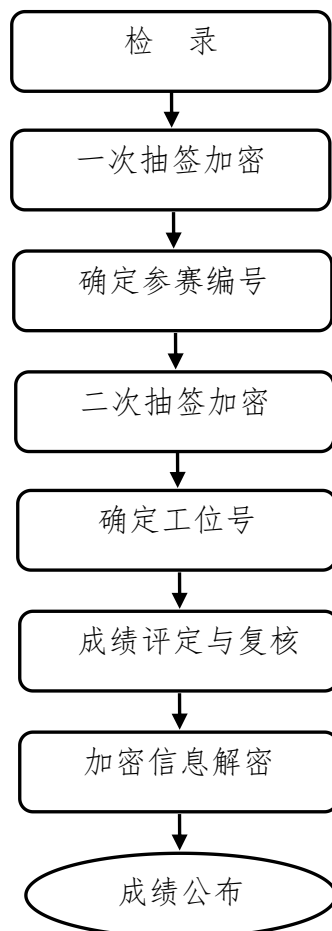 检 录
一次抽签加密
确定参赛编号
二次抽签加密
确定工位号
成绩评定与复核
加密信息解密
成绩公布